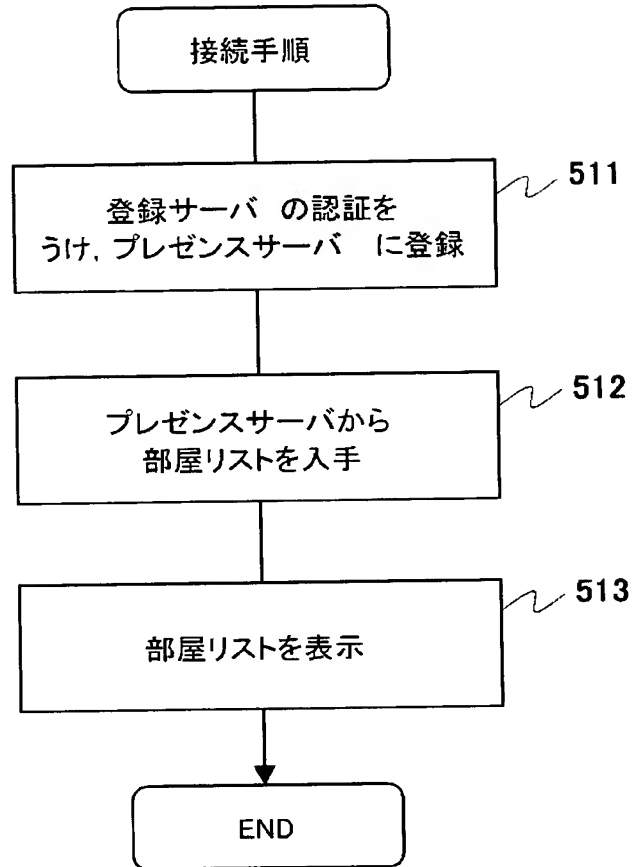 接続手順
511
登録サーバ の認証を
うけ, プレゼンスサーバ に登録
512
プレゼンスサーバから
部屋リストを入手
513
部屋リストを表示
END